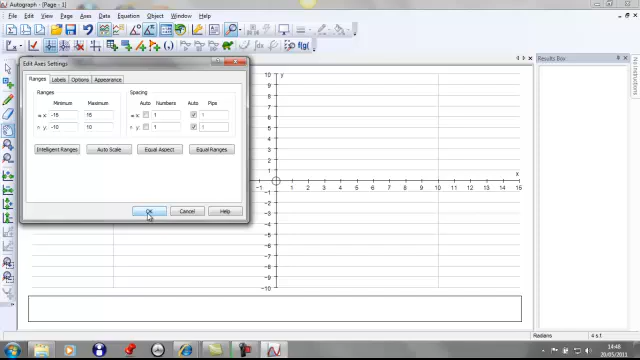 Autograph - [Page - 1]
File Edit View Page Axes Data Equation Object Window Help
Edit Axes Settings
Ranges Labels Options Appearance
Ranges Spacing
Minimum Maximum Auto Numbers Auto Pips
x: -15 15 x: 1 1
y: -10 10 y: 1 1
Intelligent Ranges Auto Scale Equal Aspect Equal Ranges
OK Cancel Help
Results Box
y
10
9
8
7
6
5
4
3
2
1
x
-1 1 2 3 4 5 6 7 8 9 10 11 12 13 14 15 16
-1
-2
-3
-4
-5
-6
-7
-8
-9
-10
Radians 4 s.f.
14:48
20/05/2011